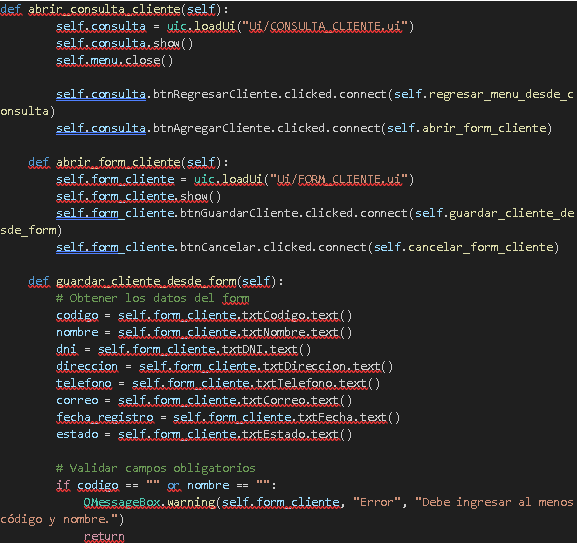 def abrir_consulta_cliente(self):
self.consulta = uic.loadUi("Ui/CONSULTA_CLIENTE.ui")
self.consulta.show()
self.menu.close()
self.consulta.btnRegresarCliente.clicked.connect(self.regresar_menu_desde_c
onsulta)
self.consulta.btnAgregarCliente.clicked.connect(self.abrir_form_cliente)
def abrir_form_cliente(self):
self.form_cliente = uic.loadUi("Ui/FORM_CLIENTE.ui")
self.form_cliente.show()
self.form_cliente.btnGuardarCliente.clicked.connect(self.guardar_cliente_de
sde_form)
self.form_cliente.btnCancelar.clicked.connect(self.cancelar_form_cliente)
def guardar_cliente_desde_form(self):
# Obtener los datos del form
codigo = self.form_cliente.txtCodigo.text()
nombre = self.form_cliente.txtNombre.text()
dni = self.form_cliente.txtDNI.text()
direccion = self.form_cliente.txtDireccion.text()
telefono = self.form_cliente.txtTelefono.text()
correo = self.form_cliente.txtCorreo.text()
fecha_registro = self.form_cliente.txtFecha.text()
estado = self.form_cliente.txtEstado.text()
# Validar campos obligatorios
if codigo == "" or nombre == "":
QMessageBox.warning(self.form_cliente, "Error", "Debe ingresar al menos
código y nombre.")
return